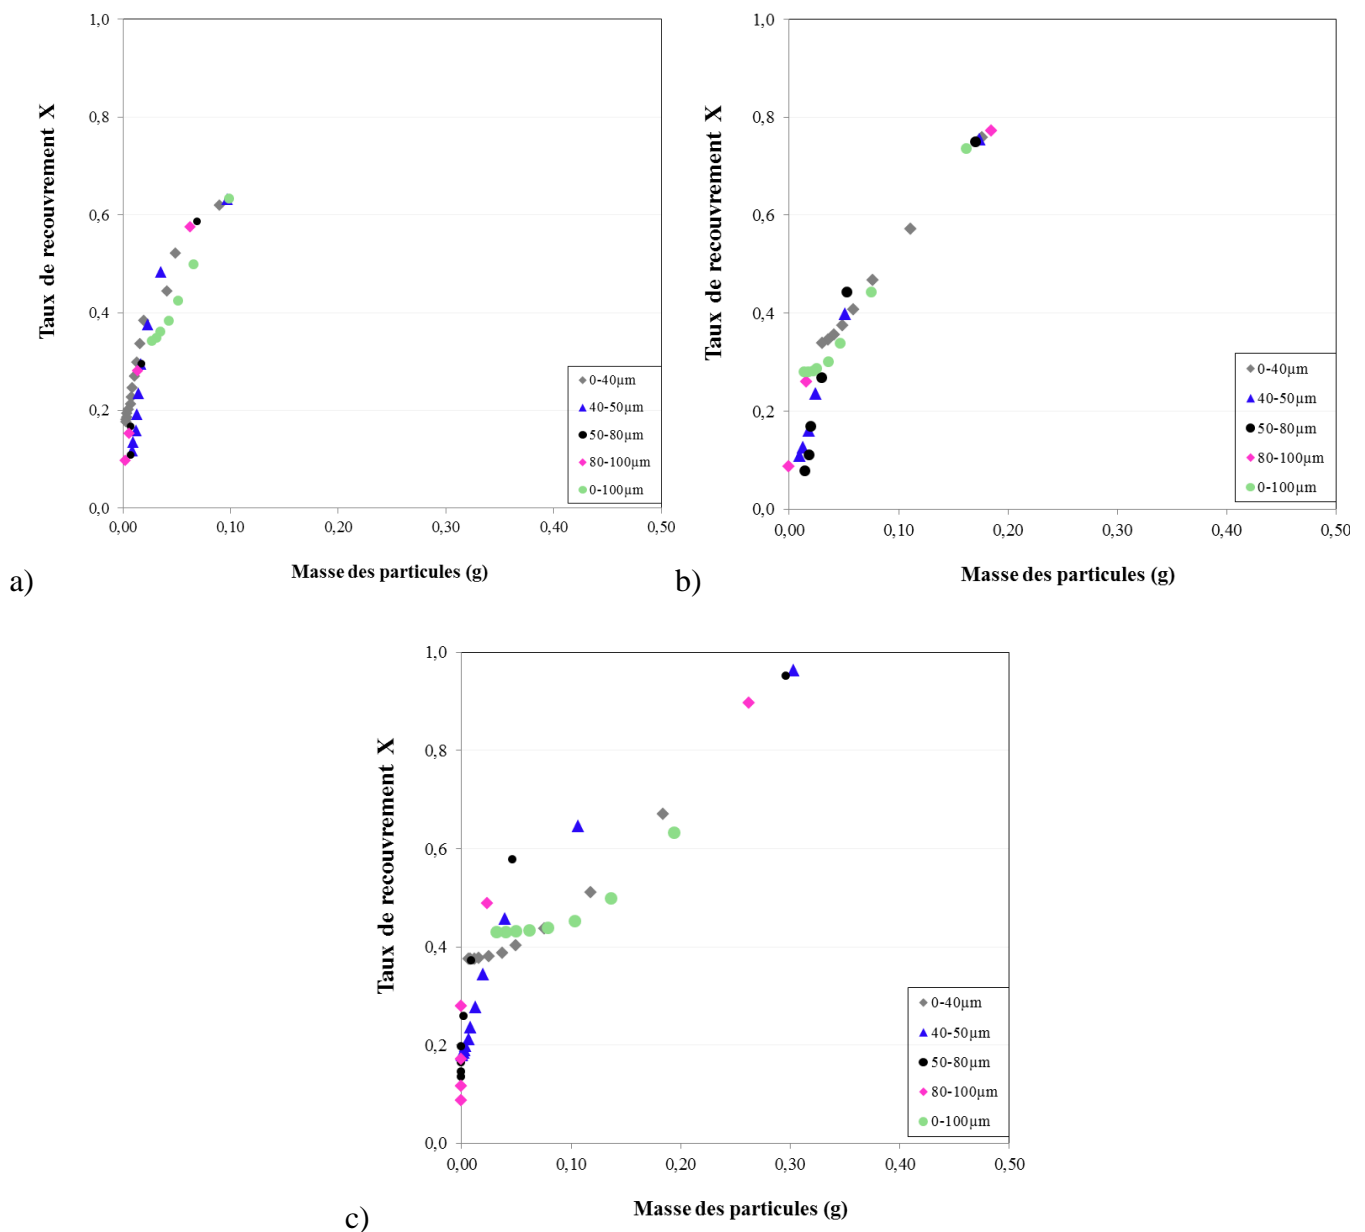 1,0
0,8
0,6
0,4
0,2
0,0
Taux de recouvrement X
0,00 0,10 0,20 0,30 0,40 0,50
Masse des particules (g)
0-40µm
40-50µm
50-80µm
80-100µm
0-100µm
a)
1,0
0,8
0,6
0,4
0,2
0,0
Taux de recouvrement X
0,00 0,10 0,20 0,30 0,40 0,50
Masse des particules (g)
0-40µm
40-50µm
50-80µm
80-100µm
0-100µm
b)
1,0
0,8
0,6
0,4
0,2
0,0
Taux de recouvrement X
0,00 0,10 0,20 0,30 0,40 0,50
Masse des particules (g)
0-40µm
40-50µm
50-80µm
80-100µm
0-100µm
c)